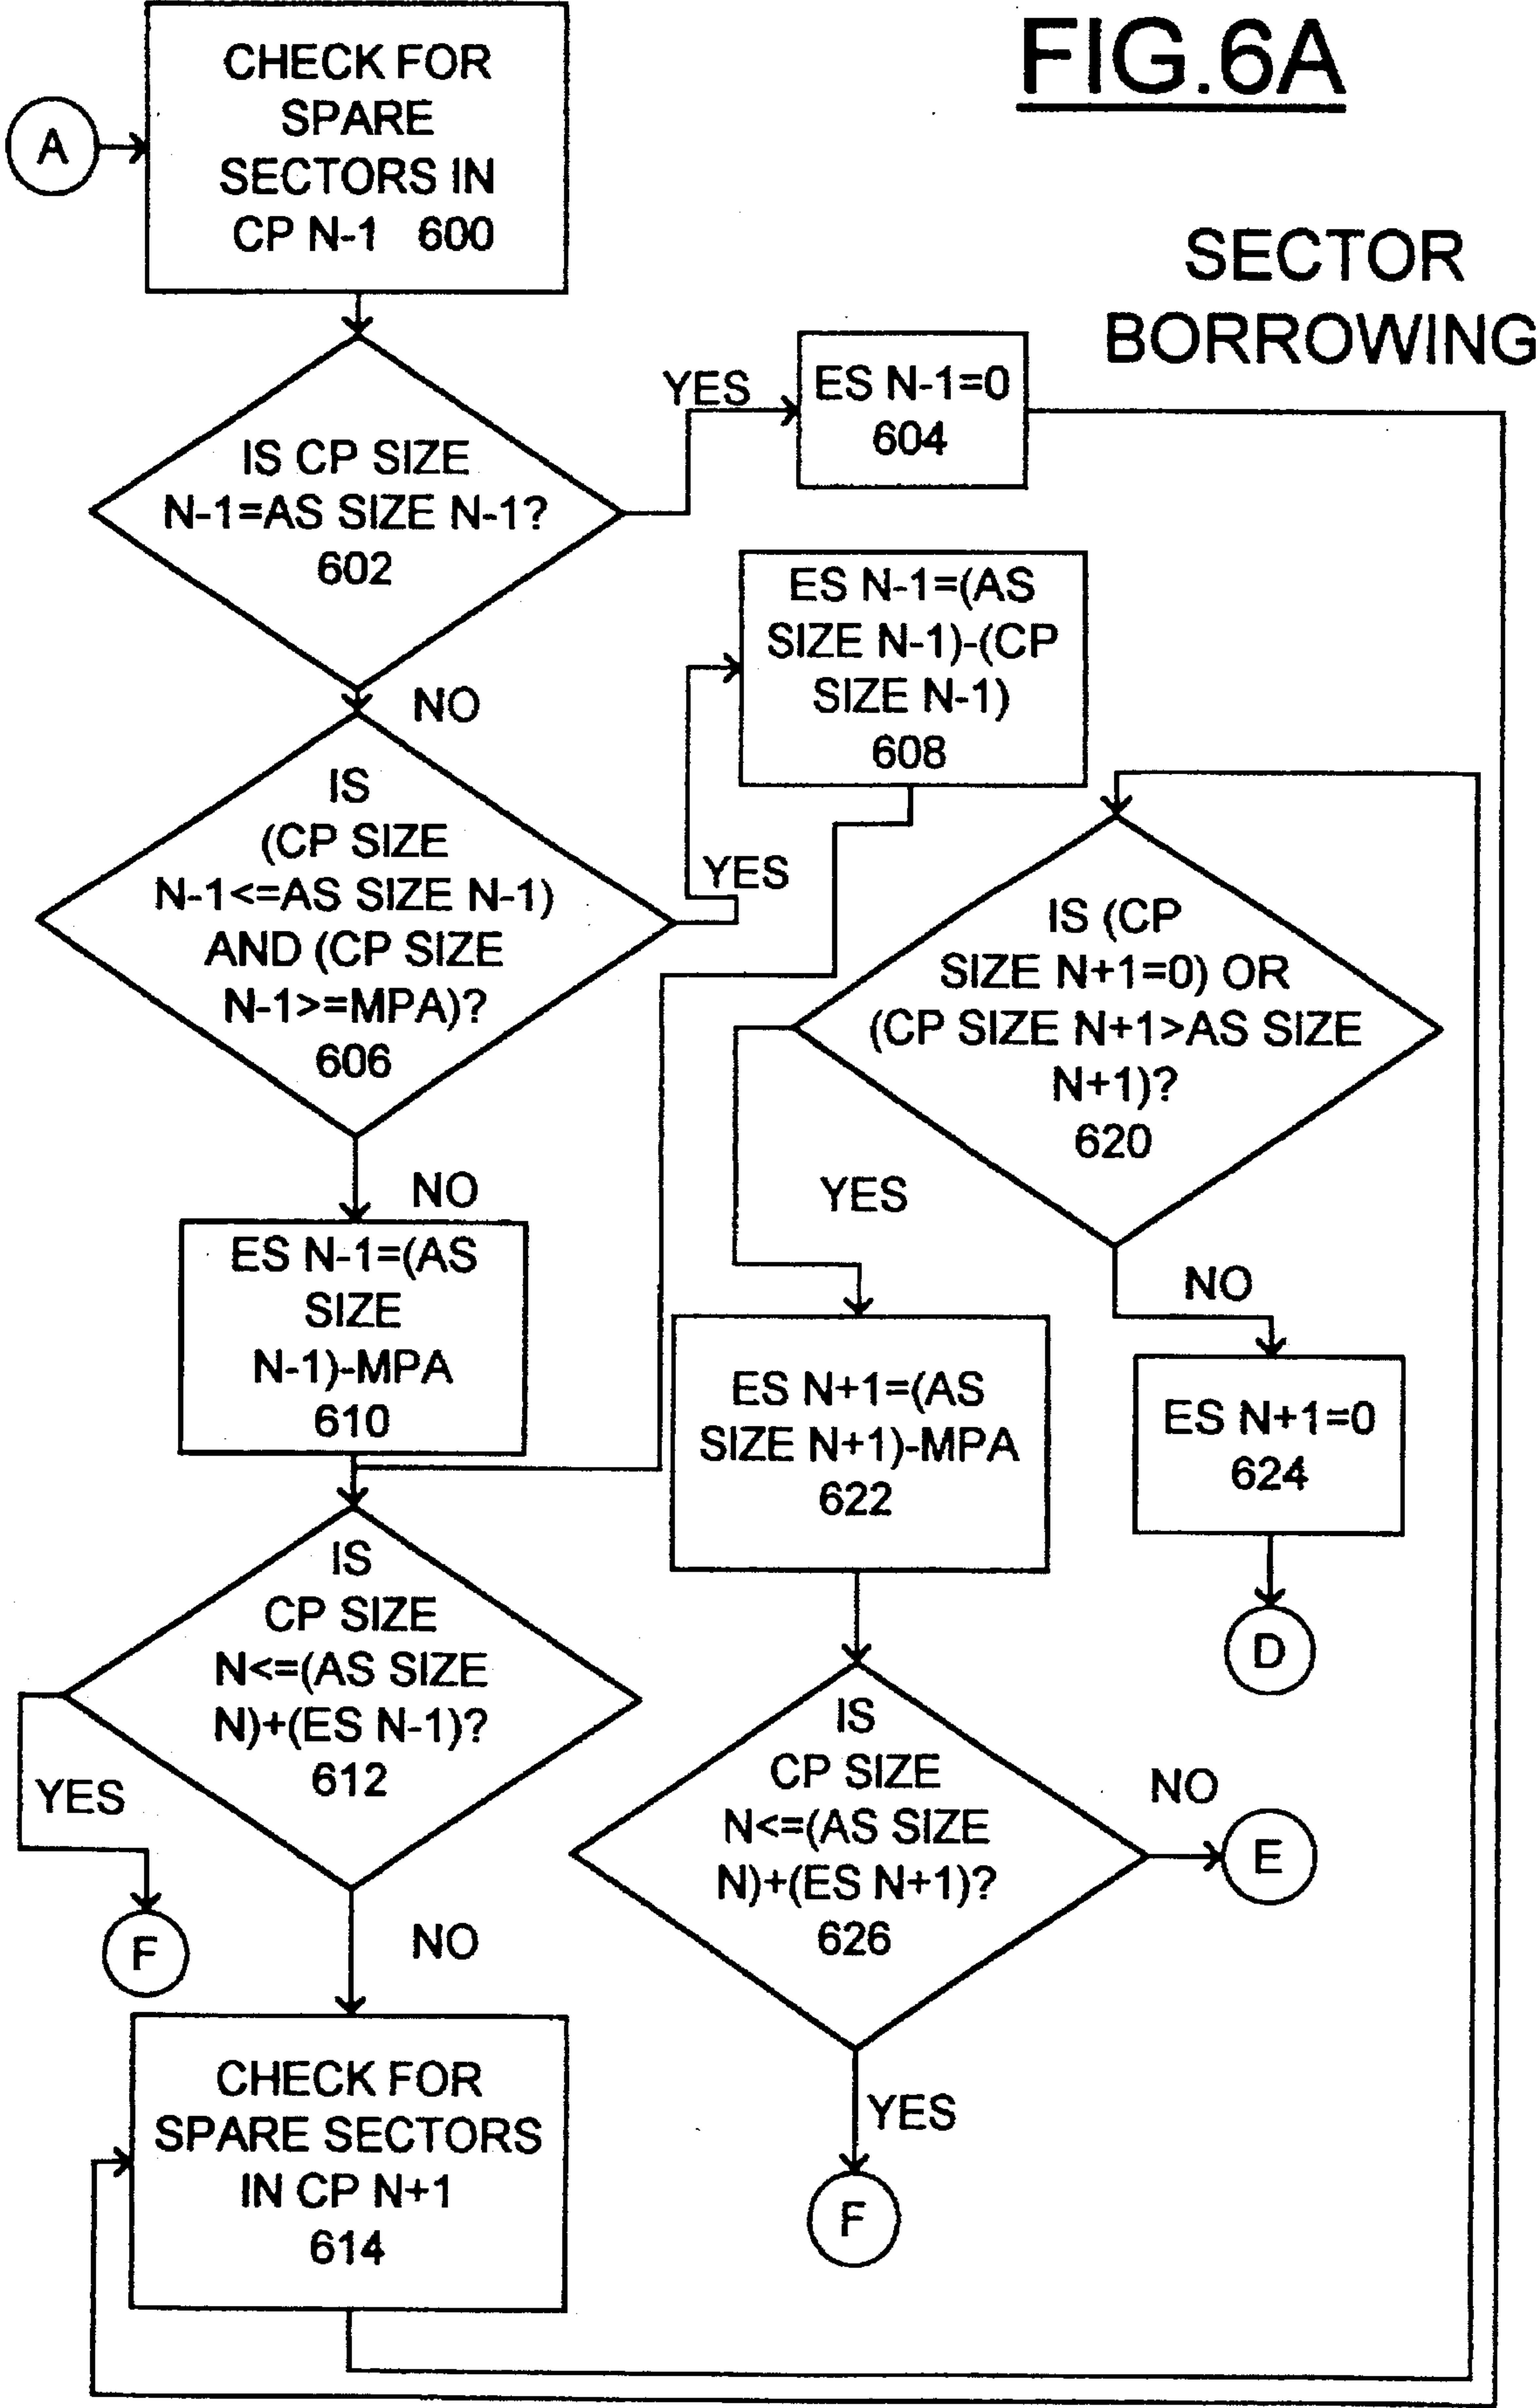 FIG.6A
CHECK FOR
SPARE
SECTORS IN
CP N-1 600
A
SECTOR
BORROWING
IS CP SIZE
N-1=AS SIZE N-1?
602
YES
ES N-1=0
604
NO
IS
(CP SIZE
N-1<=AS SIZE N-1)
AND (CP SIZE
N-1>=MPA)?
606
YES
ES N-1=(AS
SIZE N-1)-(CP
SIZE N-1)
608
NO
ES N-1=(AS
SIZE
N-1)-MPA
610
IS
CP SIZE
N<=(AS SIZE
N)+(ES N-1)?
612
YES
F
NO
CHECK FOR
SPARE SECTORS
IN CP N+1
614
IS (CP
SIZE N+1=0) OR
(CP SIZE N+1>AS SIZE
N+1)?
620
YES
NO
ES N+1=(AS
SIZE N+1)-MPA
622
ES N+1=0
624
D
IS
CP SIZE
N<=(AS SIZE
N)+(ES N+1)?
626
NO
E
YES
F